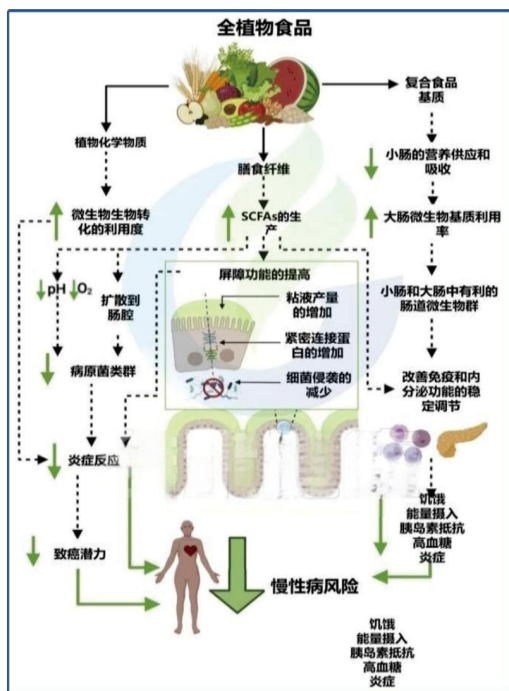 全植物食品
复合食品
基质
植物化学物质
膳食纤维
小肠的营养供应和
吸收
微生物生物转
化的利用度
SCFAs的生
产
大肠微生物基质利用
率
pH
O₂
扩散到
肠腔
屏障功能的提高
粘液产量
的增加
紧密连接蛋
白的增加
细菌侵袭的
减少
小肠和大肠中有利的
肠道微生物群
病原菌类群
改善免疫和内
分泌功能的稳
定调节
炎症反应
饥饿
能量摄入
胰岛素抵抗
高血糖
炎症
致癌潜力
慢性病风险
饥饿
能量摄入
胰岛素抵抗
高血糖
炎症